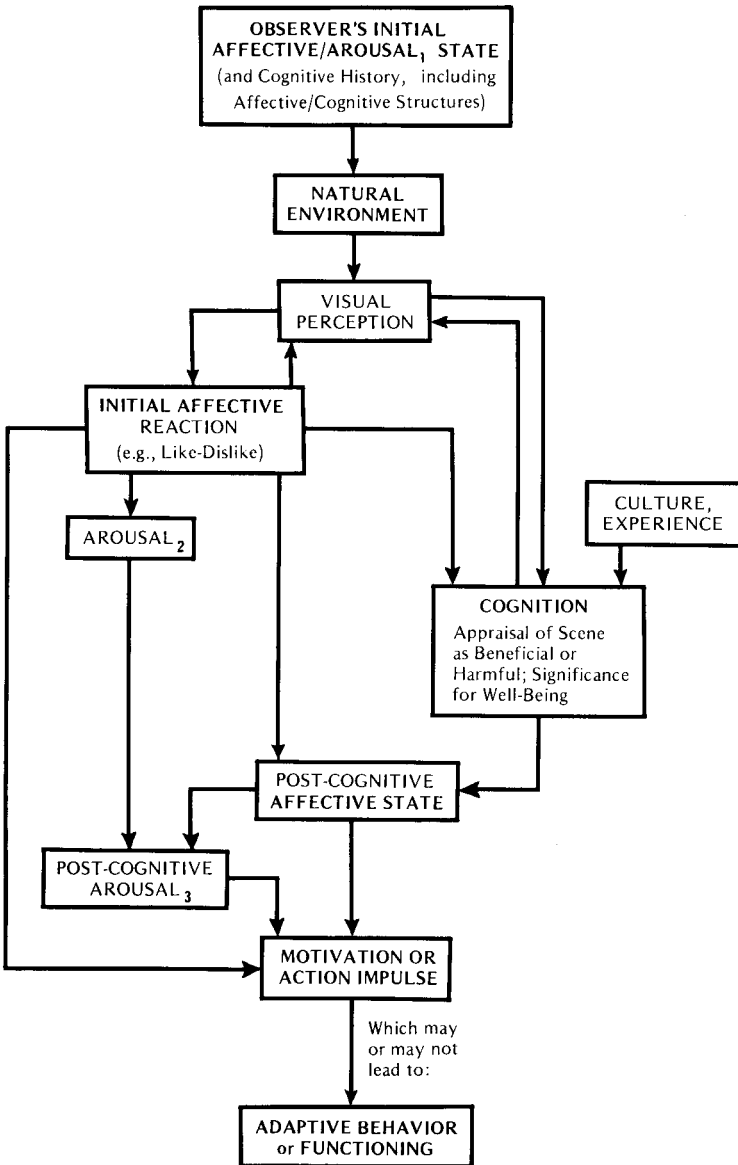 OBSERVER'S INITIAL
AFFECTIVE/AROUSAL₁ STATE
(and Cognitive History, including
Affective/Cognitive Structures)
NATURAL
ENVIRONMENT
VISUAL
PERCEPTION
INITIAL AFFECTIVE
REACTION
(e.g., Like-Dislike)
CULTURE,
EXPERIENCE
AROUSAL₂
COGNITION
Appraisal of Scene
as Beneficial or
Harmful; Significance
for Well-Being
POST-COGNITIVE
AFFECTIVE STATE
POST-COGNITIVE
AROUSAL₃
MOTIVATION OR
ACTION IMPULSE
Which may
or may not
lead to:
ADAPTIVE BEHAVIOR
or FUNCTIONING